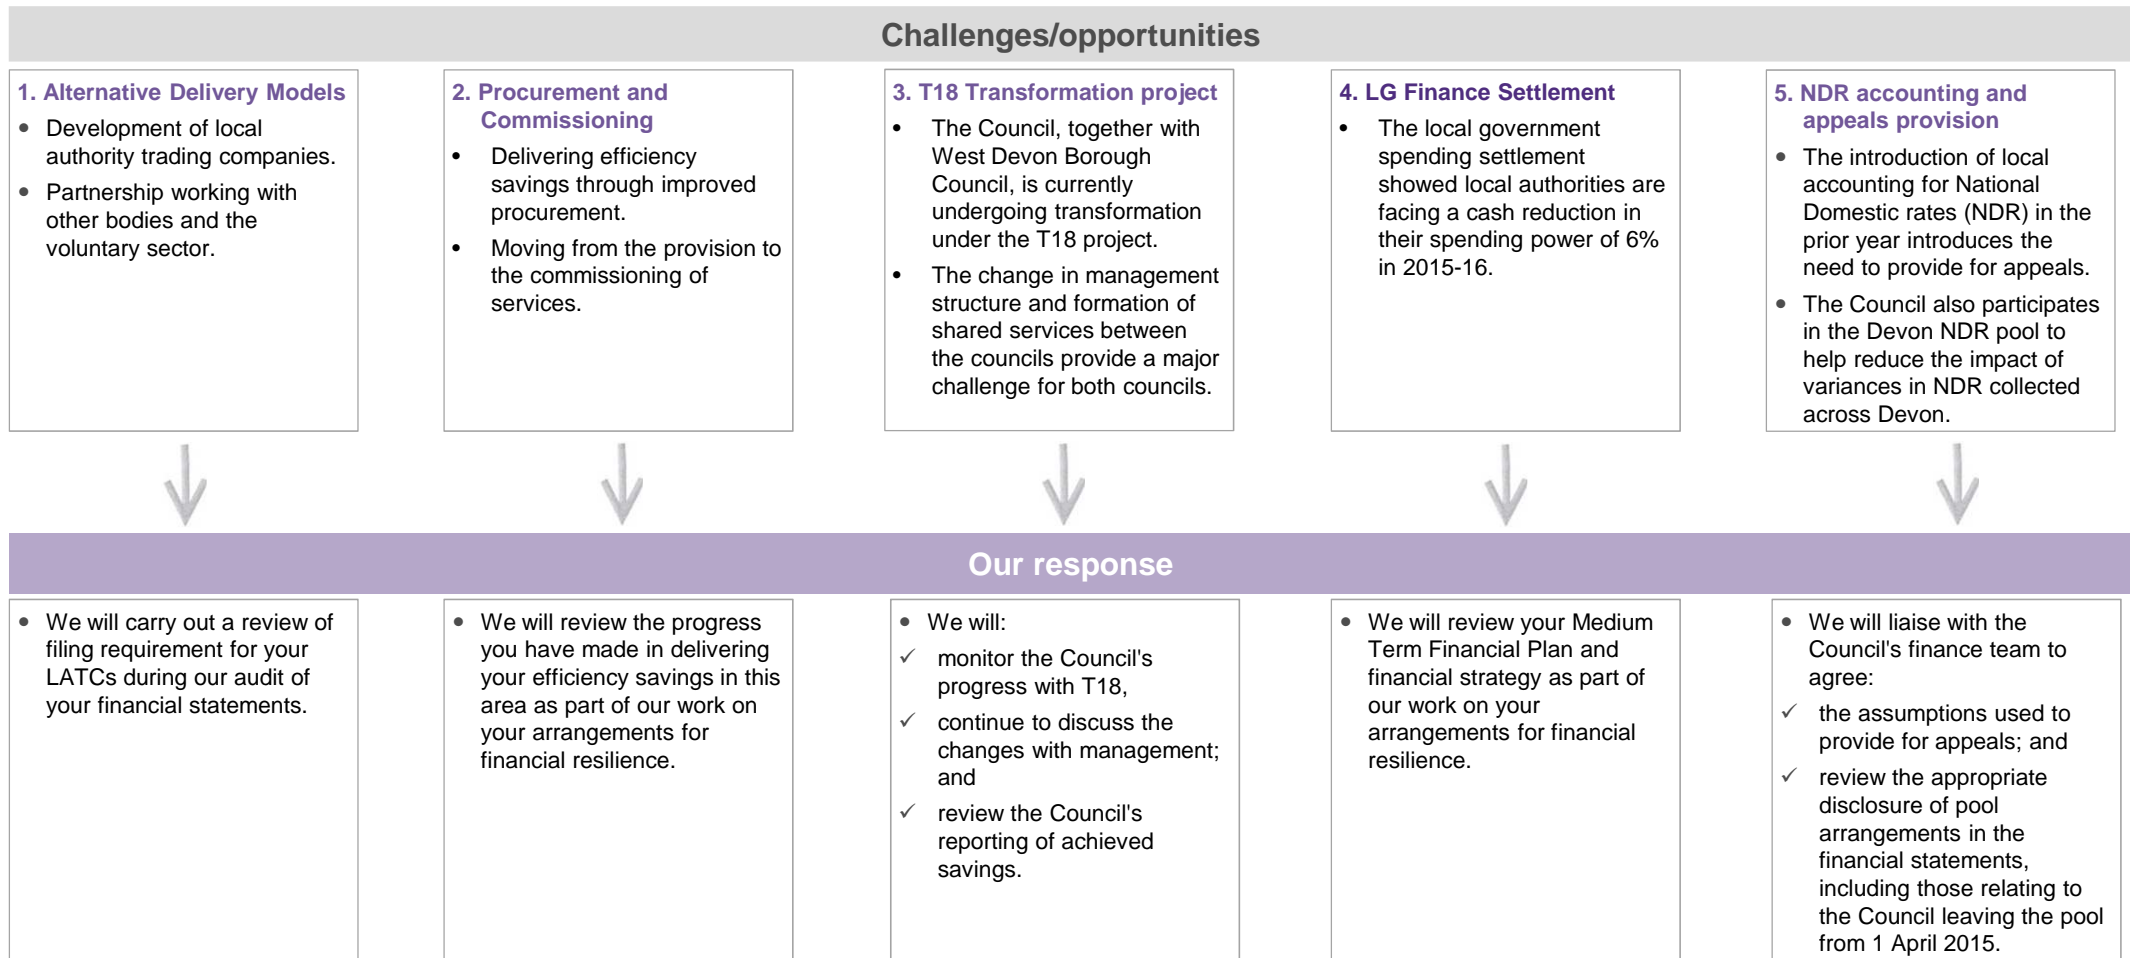 Challenges/opportunities
1. Alternative Delivery Models
• Development of local
authority trading companies.
• Partnership working with
other bodies and the
voluntary sector.
2. Procurement and
Commissioning
• Delivering efficiency
savings through improved
procurement.
• Moving from the provision to
the commissioning of
services.
3. T18 Transformation project
• The Council, together with
West Devon Borough
Council, is currently
undergoing transformation
under the T18 project.
• The change in management
structure and formation of
shared services between
the councils provide a major
challenge for both councils.
4. LG Finance Settlement
• The local government
spending settlement
showed local authorities are
facing a cash reduction in
their spending power of 6%
in 2015-16.
5. NDR accounting and
appeals provision
• The introduction of local
accounting for National
Domestic rates (NDR) in the
prior year introduces the
need to provide for appeals.
• The Council also participates
in the Devon NDR pool to
help reduce the impact of
variances in NDR collected
across Devon.
Our response
• We will carry out a review of
filing requirement for your
LATCs during our audit of
your financial statements.
• We will review the progress
you have made in delivering
your efficiency savings in this
area as part of our work on
your arrangements for
financial resilience.
• We will:
✓ monitor the Council's
progress with T18,
✓ continue to discuss the
changes with management;
and
✓ review the Council's
reporting of achieved
savings.
• We will review your Medium
Term Financial Plan and
financial strategy as part of
our work on your
arrangements for financial
resilience.
• We will liaise with the
Council's finance team to
agree:
✓ the assumptions used to
provide for appeals; and
✓ review the appropriate
disclosure of pool
arrangements in the
financial statements,
including those relating to
the Council leaving the pool
from 1 April 2015.